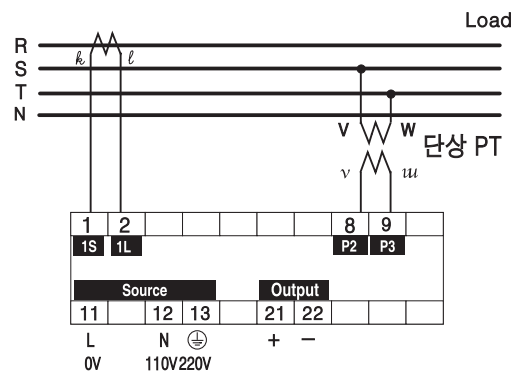 Load
R
k
ℓ
S
T
N
V
W
단상 PT
v
w
1
2
8
9
1S
1L
P2
P3
Source
Output
11
12
13
21
22
L
N
+
−
0V
110V
220V